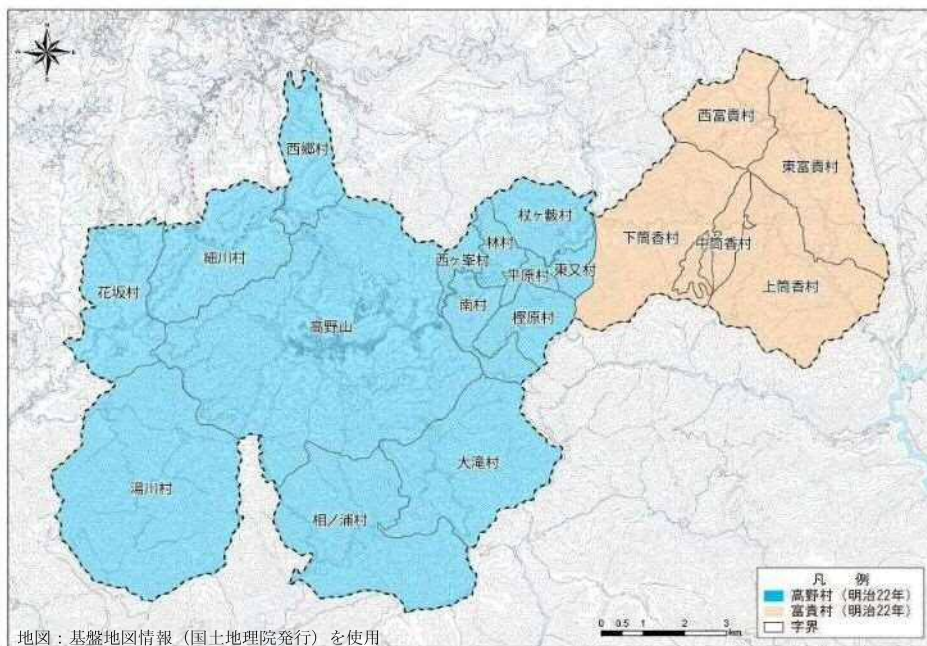 N
西富貴村
東富貴村
西郷村
杖ヶ藪村
林村
下筒香村
中筒香村
細川村
西ヶ峯村
平原村
東又村
花坂村
上筒香村
南村
樫原村
高野山
大滝村
湯川村
相ノ浦村
凡 例
高野村（明治22年）
富貴村（明治22年）
字界
0 0.5 1 2 3
km
地図：基盤地図情報（国土地理院発行）を使用